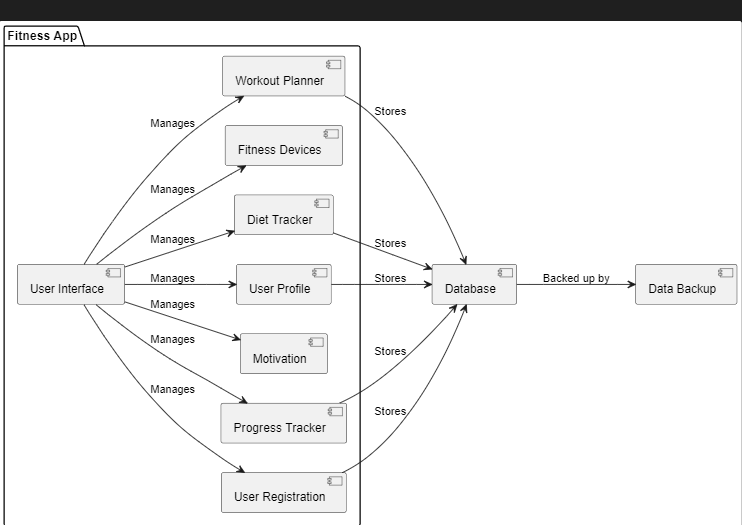 Fitness App
Workout Planner
Manages
Stores
Fitness Devices
Manages
Diet Tracker
Manages
Stores
User Interface
Manages
User Profile
Stores
Database
Backed up by
Data Backup
Manages
Motivation
Manages
Stores
Progress Tracker
Manages
Stores
User Registration